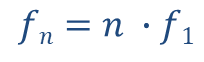 fₙ = n · f₁